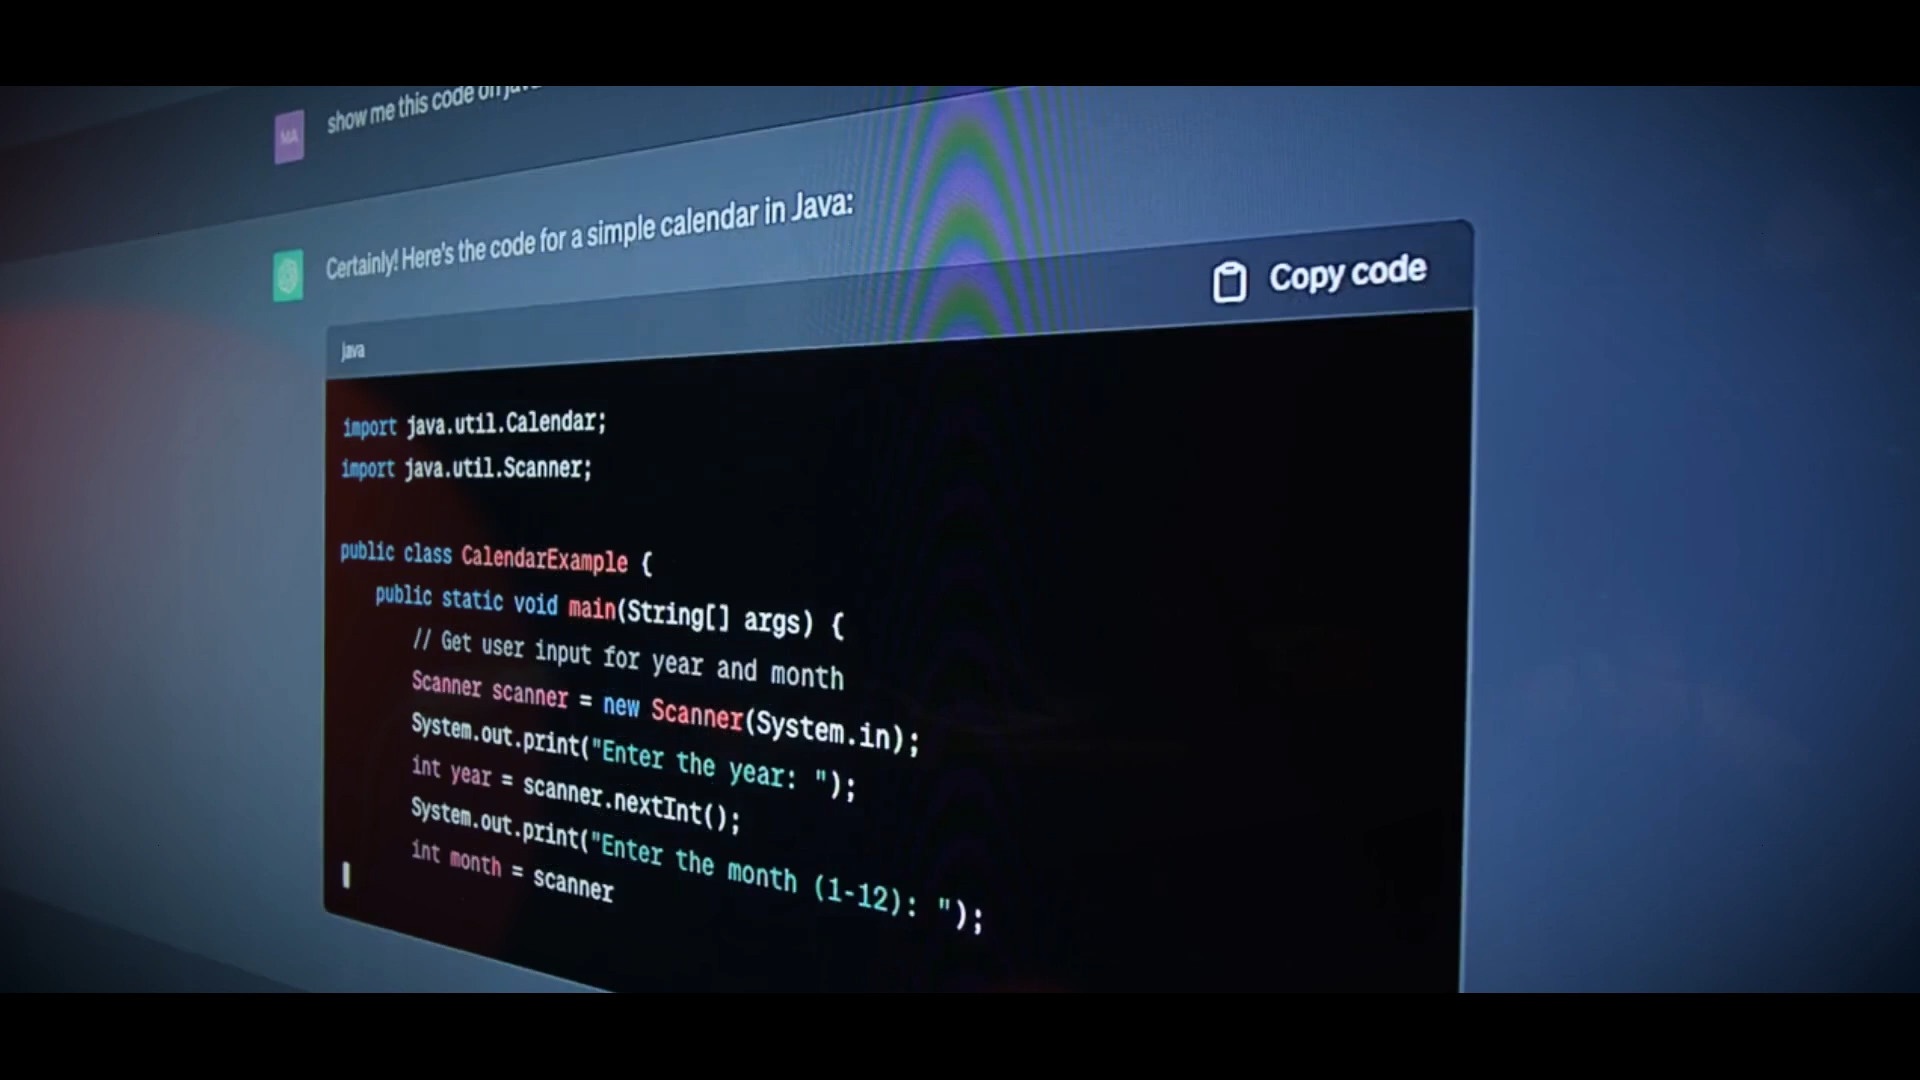 MA
show me this code on
Certainly! Here's the code for a simple calendar in Java:
Copy code
java
import java.util.Calendar;
import java.util.Scanner;
public class CalendarExample {
public static void main(String[] args) {
// Get user input for year and month
Scanner scanner = new Scanner(System.in);
System.out.print("Enter the year: ");
int year = scanner.nextInt();
System.out.print("Enter the month (1-12): ");
int month = scanner